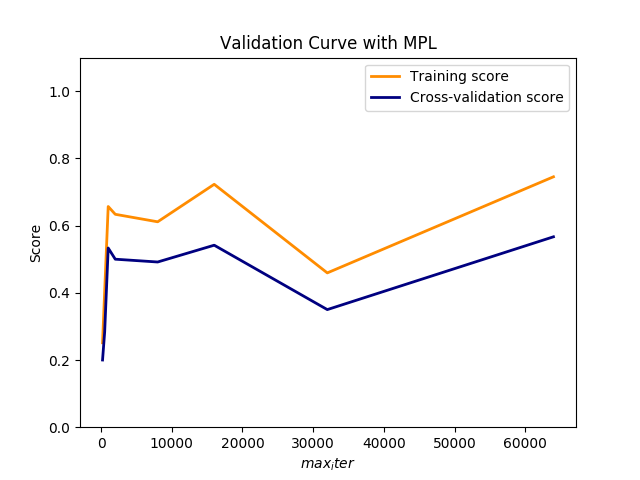 Validation Curve with MPL
Training score
Cross-validation score
1.0
0.8
0.6
0.4
0.2
0.0
Score
0 10000 20000 30000 40000 50000 60000
max_iter